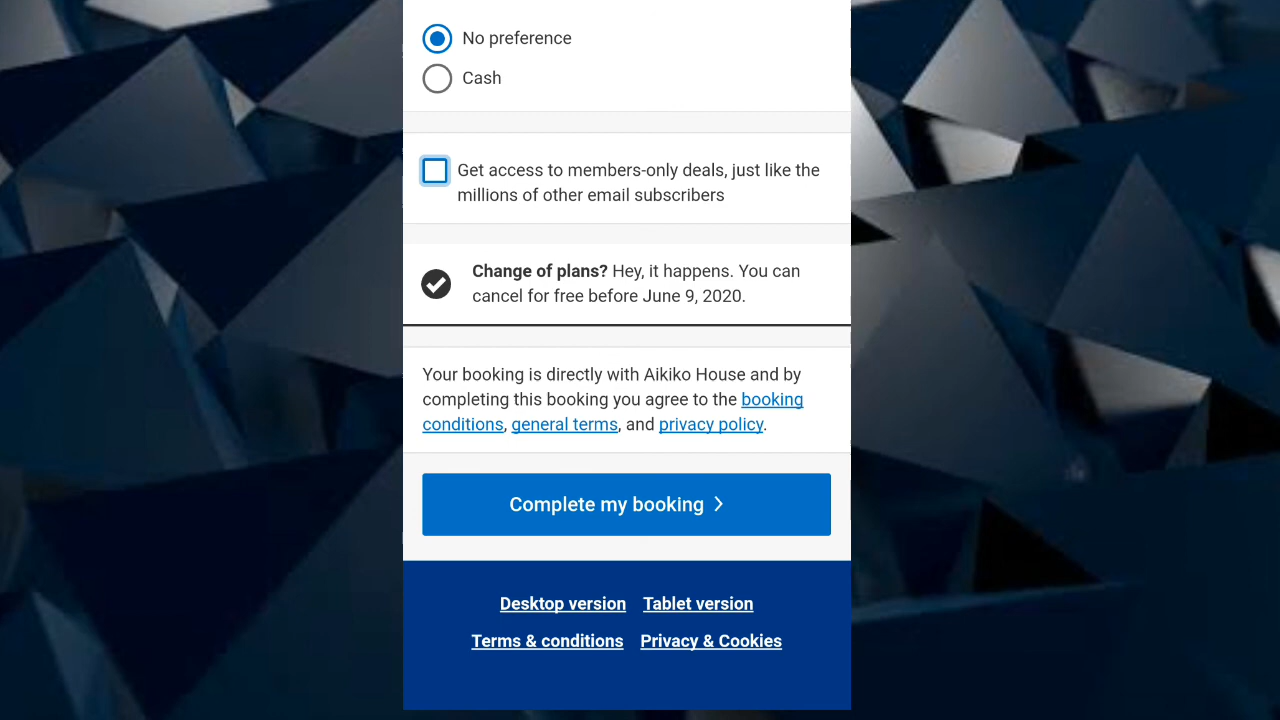 No preference
Cash
Get access to members-only deals, just like the
millions of other email subscribers
Change of plans? Hey, it happens. You can
cancel for free before June 9, 2020.
Your booking is directly with Aikiko House and by
completing this booking you agree to the booking
conditions, general terms, and privacy policy.
Complete my booking
Desktop version Tablet version
Terms & conditions Privacy & Cookies